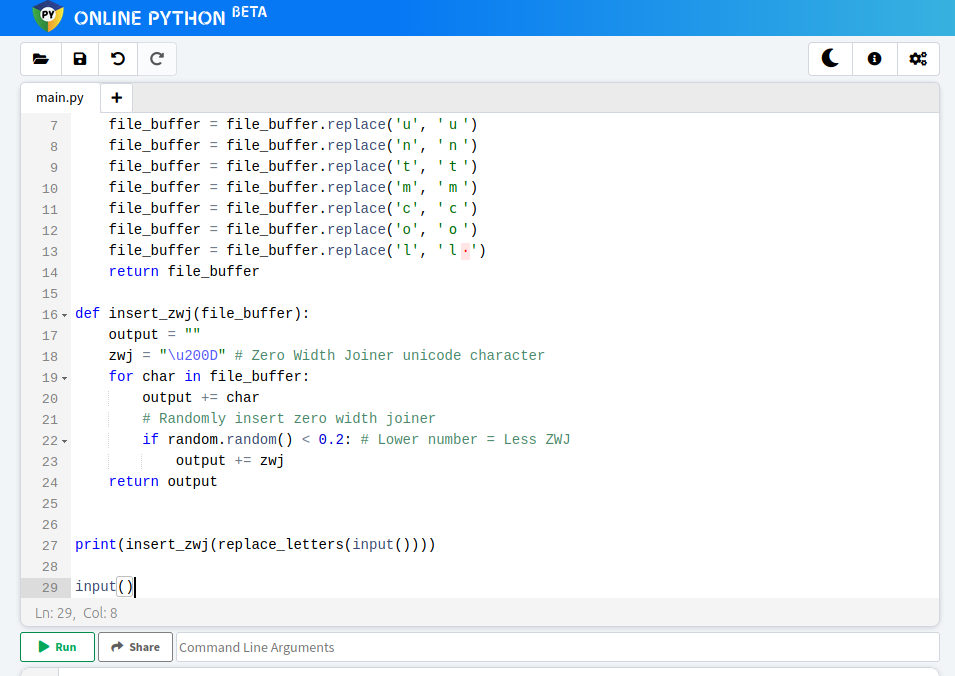 PY ONLINE PYTHON BETA
main.py +
7 file_buffer = file_buffer.replace('u', 'u')
8 file_buffer = file_buffer.replace('n', 'n')
9 file_buffer = file_buffer.replace('t', 't')
10 file_buffer = file_buffer.replace('m', 'm')
11 file_buffer = file_buffer.replace('c', 'c')
12 file_buffer = file_buffer.replace('o', 'o')
13 file_buffer = file_buffer.replace('l', 'l·')
14 return file_buffer
15
16 def insert_zwj(file_buffer):
17 output = ""
18 zwj = "\u200D" # Zero Width Joiner unicode character
19 for char in file_buffer:
20 output += char
21 # Randomly insert zero width joiner
22 if random.random() < 0.2: # Lower number = Less ZWJ
23 output += zwj
24 return output
25
26
27 print(insert_zwj(replace_letters(input())))
28
29 input()
Ln: 29, Col: 8
Run Share Command Line Arguments